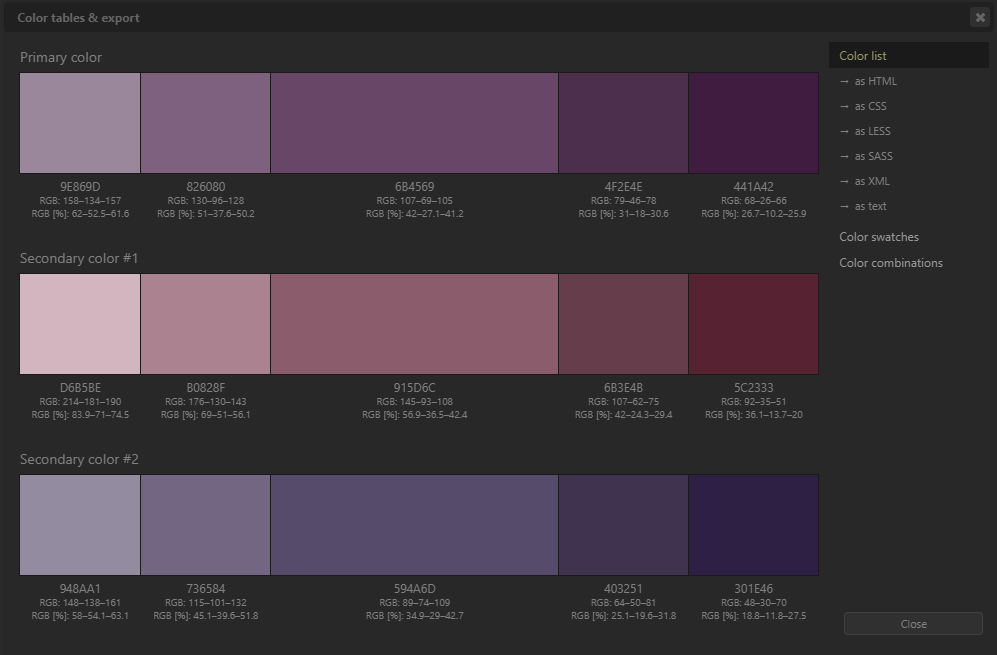 Color tables & export
Primary color
9E869D
RGB: 158–134–157
RGB [%]: 62–52.5–61.6
826080
RGB: 130–96–128
RGB [%]: 51–37.6–50.2
6B4569
RGB: 107–69–105
RGB [%]: 42–27.1–41.2
4F2E4E
RGB: 79–46–78
RGB [%]: 31–18–30.6
441A42
RGB: 68–26–66
RGB [%]: 26.7–10.2–25.9
Secondary color #1
D6B5BE
RGB: 214–181–190
RGB [%]: 83.9–71–74.5
B0828F
RGB: 176–130–143
RGB [%]: 69–51–56.1
915D6C
RGB: 145–93–108
RGB [%]: 56.9–36.5–42.4
6B3E4B
RGB: 107–62–75
RGB [%]: 42–24.3–29.4
5C2333
RGB: 92–35–51
RGB [%]: 36.1–13.7–20
Secondary color #2
948AA1
RGB: 148–138–161
RGB [%]: 58–54.1–63.1
736584
RGB: 115–101–132
RGB [%]: 45.1–39.6–51.8
594A6D
RGB: 89–74–109
RGB [%]: 34.9–29–42.7
403251
RGB: 64–50–81
RGB [%]: 25.1–19.6–31.8
301E46
RGB: 48–30–70
RGB [%]: 18.8–11.8–27.5
Color list
→ as HTML
→ as CSS
→ as LESS
→ as SASS
→ as XML
→ as text
Color swatches
Color combinations
Close